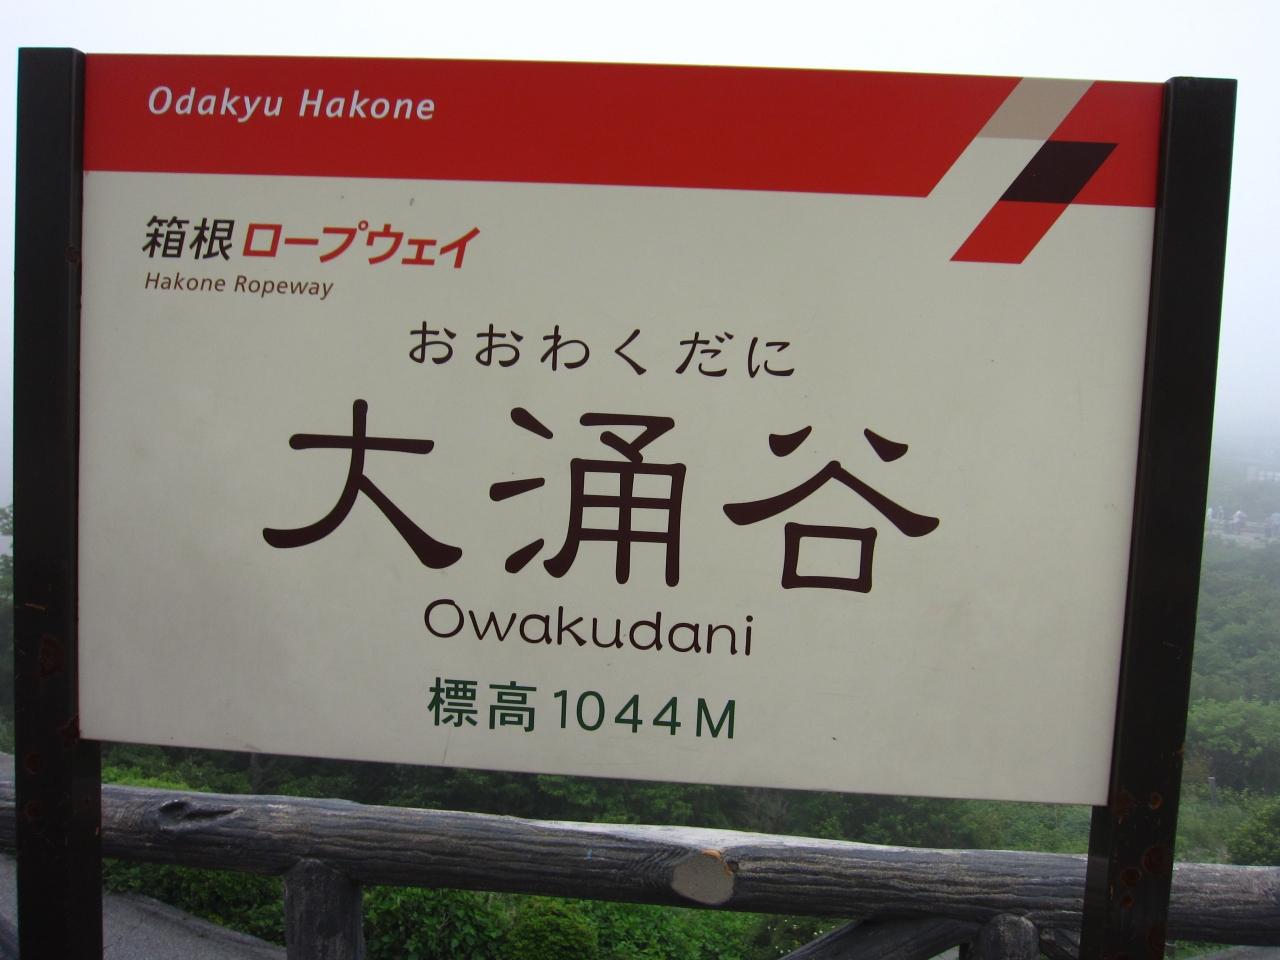 Odakyu Hakone
箱根ロープウェイ
Hakone Ropeway
おおわくだに
大涌谷
Owakudani
標高1044M